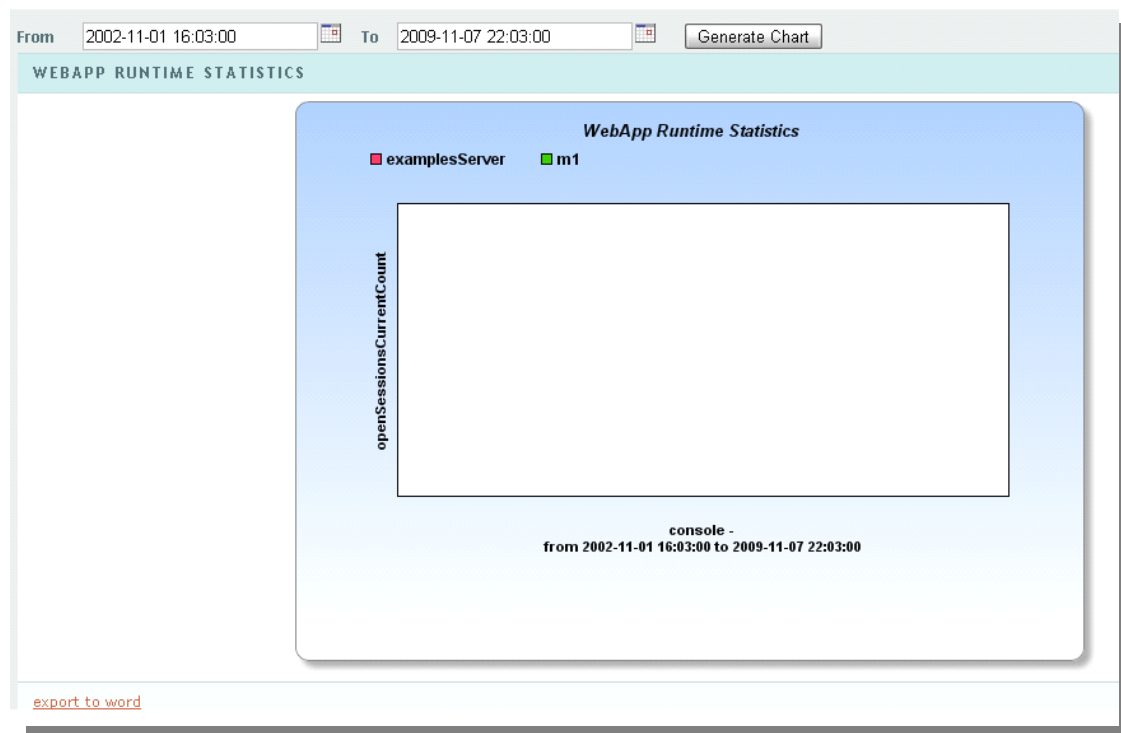 From 2002-11-01 16:03:00 To 2009-11-07 22:03:00 Generate Chart
WEBAPP RUNTIME STATISTICS
WebApp Runtime Statistics
examplesServer m1
openSessionsCurrentCount
console -
from 2002-11-01 16:03:00 to 2009-11-07 22:03:00
export to word